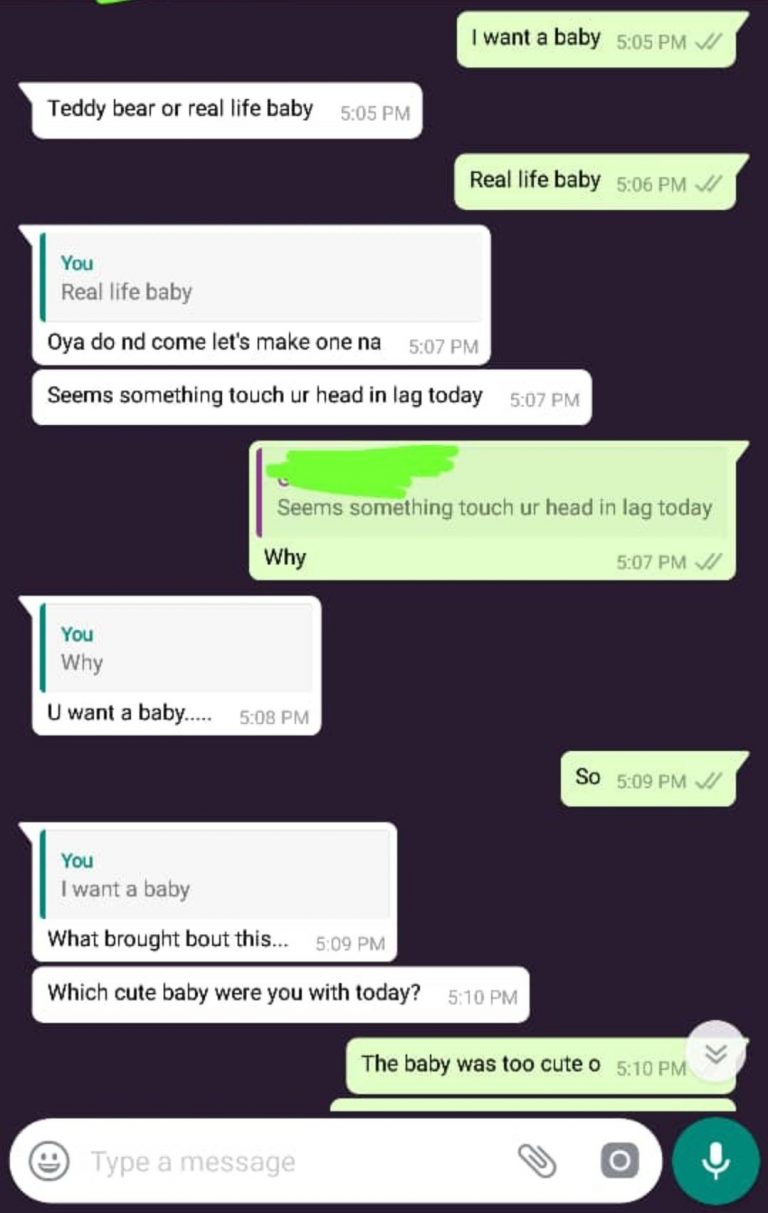 I want a baby 5:05 PM
Teddy bear or real life baby 5:05 PM
Real life baby 5:06 PM
You
Real life baby
Oya do nd come let's make one na 5:07 PM
Seems something touch ur head in lag today 5:07 PM
Seems something touch ur head in lag today
Why 5:07 PM
You
Why
U want a baby..... 5:08 PM
So 5:09 PM
You
I want a baby
What brought bout this... 5:09 PM
Which cute baby were you with today? 5:10 PM
The baby was too cute o 5:10 PM
Type a message